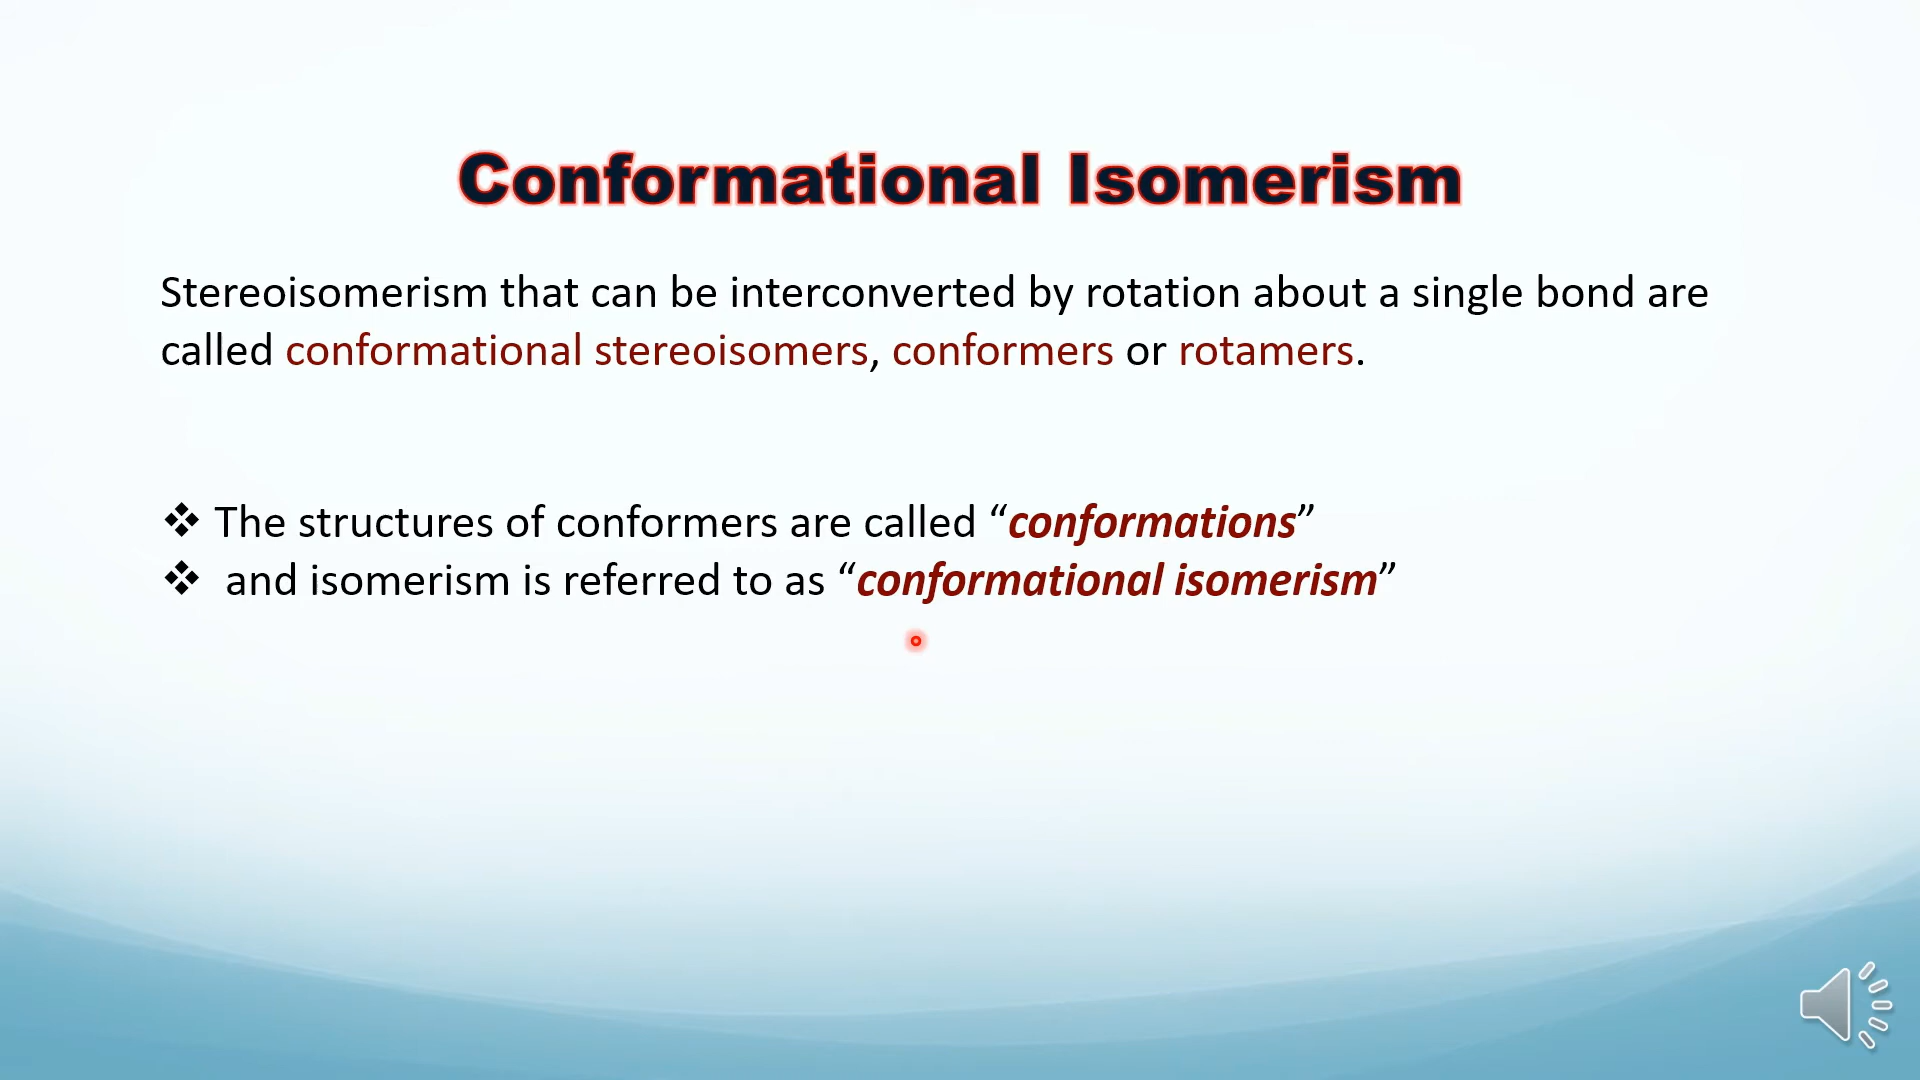 Conformational Isomerism
Stereoisomerism that can be interconverted by rotation about a single bond are
called conformational stereoisomers, conformers or rotamers.
❖ The structures of conformers are called “conformations”
❖ and isomerism is referred to as “conformational isomerism”